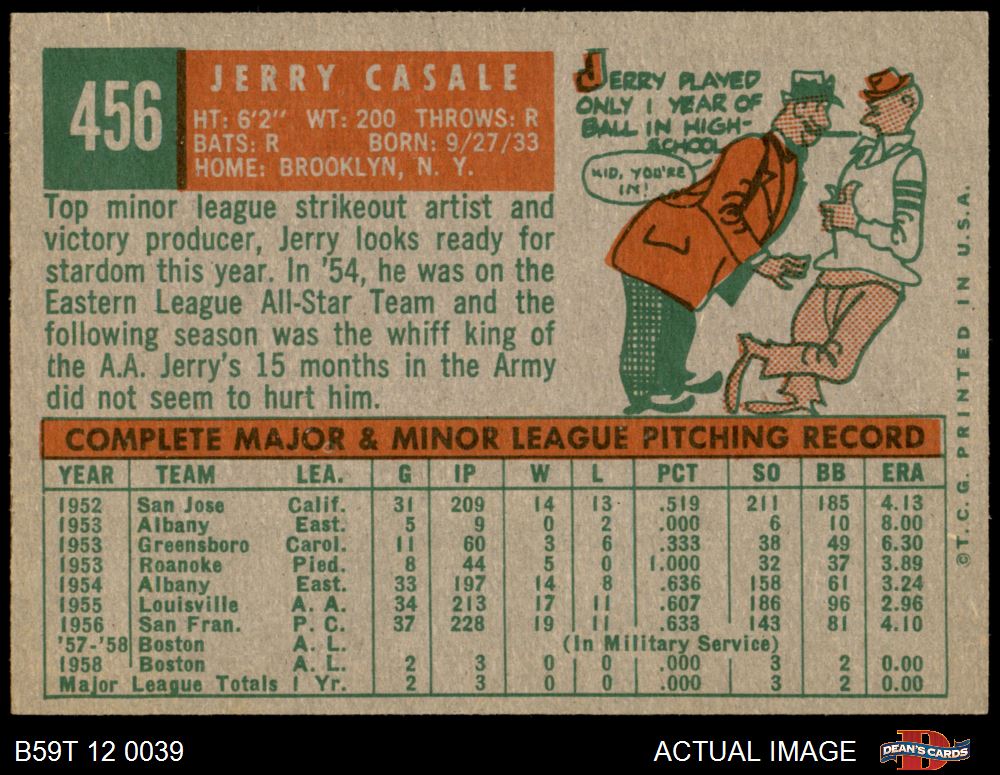 456
JERRY CASALE
HT: 6'2" WT: 200 THROWS: R
BATS: R BORN: 9/27/33
HOME: BROOKLYN, N. Y.
Top minor league strikeout artist and
victory producer, Jerry looks ready for
stardom this year. In '54, he was on the
Eastern League All-Star Team and the
following season was the whiff king of
the A.A. Jerry's 15 months in the Army
did not seem to hurt him.
JERRY PLAYED
ONLY 1 YEAR OF
BALL IN HIGH-
SCHOOL
KID, YOU'RE
IN!
COMPLETE MAJOR & MINOR LEAGUE PITCHING RECORD
YEAR TEAM LEA. G IP W L PCT SO BB ERA
1952 San Jose Calif. 31 209 14 13 .519 211 185 4.13
1953 Albany East. 5 9 0 2 .000 6 10 8.00
1953 Greensboro Carol. 11 60 3 6 .333 38 49 6.30
1953 Roanoke Pied. 8 44 5 0 1.000 32 37 3.89
1954 Albany East. 33 197 14 8 .636 158 61 3.24
1955 Louisville A. A. 34 213 17 11 .607 186 96 2.96
1956 San Fran. P. C. 37 228 19 11 .633 143 81 4.10
'57-'58 Boston A. L. (In Military Service)
1958 Boston A. L. 2 3 0 0 .000 3 2 0.00
Major League Totals 1 Yr. 2 3 0 0 .000 3 2 0.00
© T. C. G. PRINTED IN U.S.A.
B59T 12 0039
ACTUAL IMAGE
DEAN'S CARDS